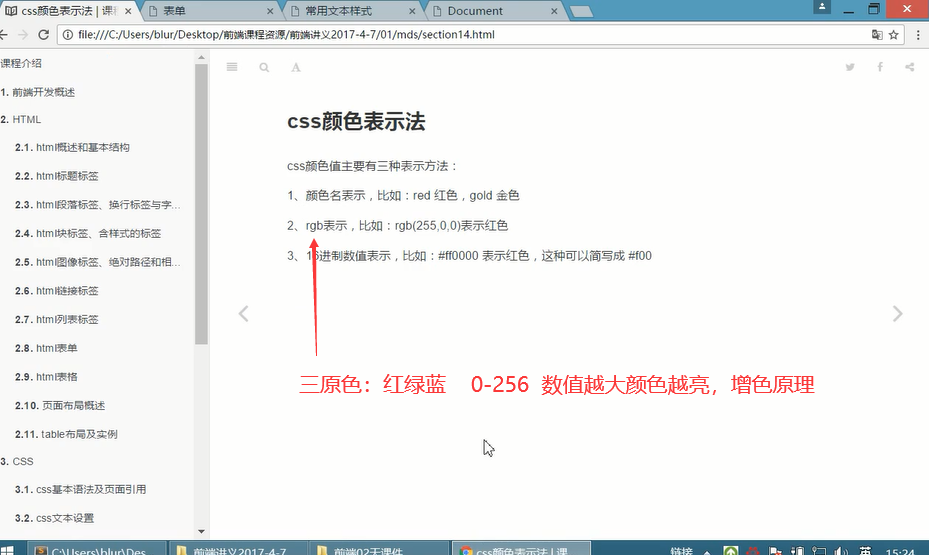 css颜色表示法 | 课程
表单
常用文本样式
Document
file:///C:/Users/blur/Desktop/前端课程资源/前端讲义2017-4-7/01/mds/section14.html
课程介绍
1. 前端开发概述
2. HTML
2.1. html概述和基本结构
2.2. html标题标签
2.3. html段落标签、换行标签与字...
2.4. html块标签、含样式的标签
2.5. html图像标签、绝对路径和相...
2.6. html链接标签
2.7. html列表标签
2.8. html表单
2.9. html表格
2.10. 页面布局概述
2.11. table布局及实例
3. CSS
3.1. css基本语法及页面引用
3.2. css文本设置
A
css颜色表示法
css颜色值主要有三种表示方法：
1、颜色名表示，比如：red 红色，gold 金色
2、rgb表示，比如：rgb(255,0,0)表示红色
3、16进制数值表示，比如：#ff0000 表示红色，这种可以简写成 #f00
三原色：红绿蓝 0-256 数值越大颜色越亮，增色原理
C:\Users\blur\Des...
前端讲义2017-4-7
前端02天课件
css颜色表示法 | 课...
链接
英
15:24